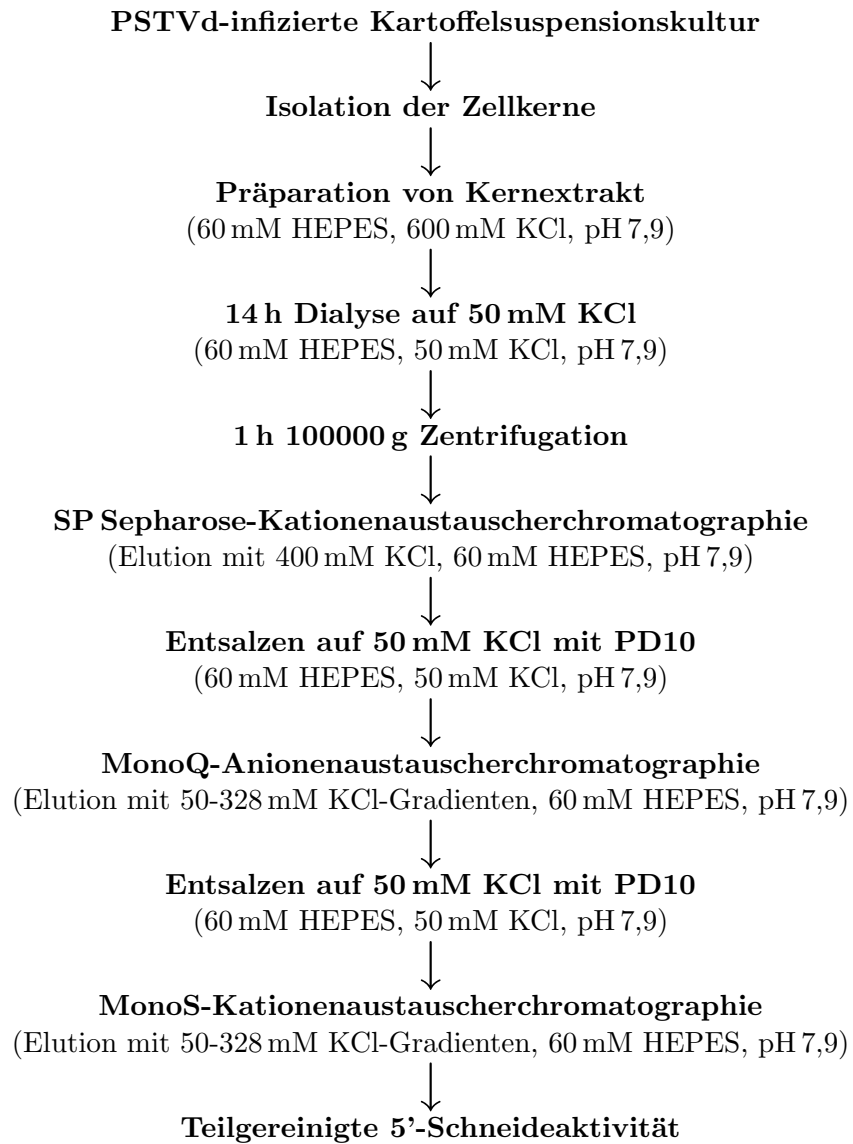 PSTVd-infizierte Kartoffelsuspensionskultur
Isolation der Zellkerne
Präparation von Kernextrakt
(60 mM HEPES, 600 mM KCl, pH 7,9)
14 h Dialyse auf 50 mM KCl
(60 mM HEPES, 50 mM KCl, pH 7,9)
1 h 100000 g Zentrifugation
SP Sepharose-Kationenaustauscherchromatographie
(Elution mit 400 mM KCl, 60 mM HEPES, pH 7,9)
Entsalzen auf 50 mM KCl mit PD10
(60 mM HEPES, 50 mM KCl, pH 7,9)
MonoQ-Anionenaustauscherchromatographie
(Elution mit 50-328 mM KCl-Gradienten, 60 mM HEPES, pH 7,9)
Entsalzen auf 50 mM KCl mit PD10
(60 mM HEPES, 50 mM KCl, pH 7,9)
MonoS-Kationenaustauscherchromatographie
(Elution mit 50-328 mM KCl-Gradienten, 60 mM HEPES, pH 7,9)
Teilgereinigte 5'-Schneideaktivität